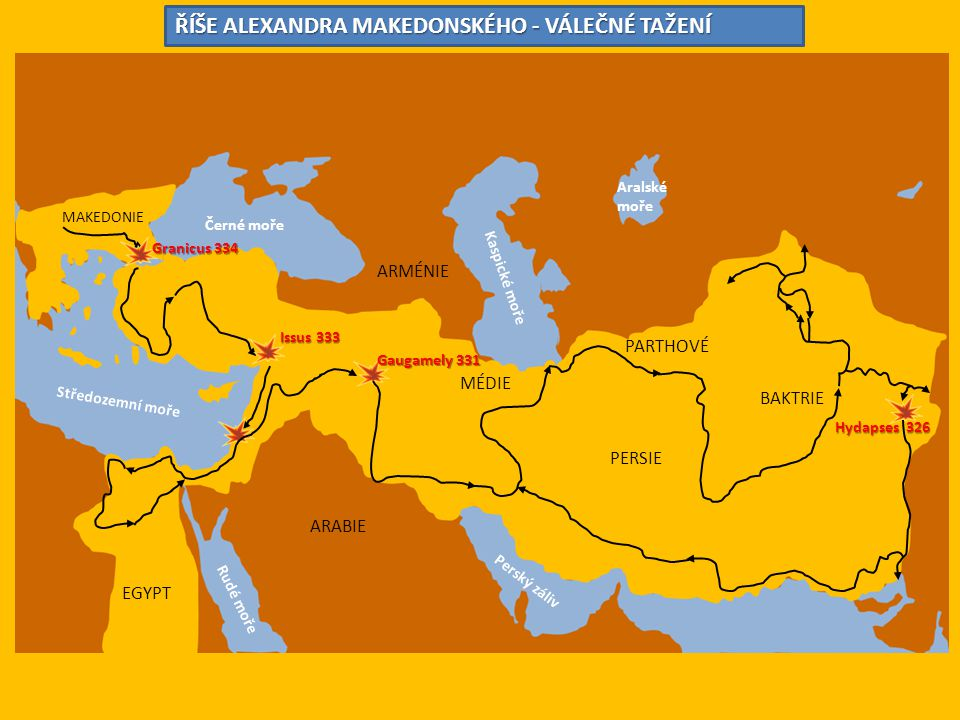 ŘÍŠE ALEXANDRA MAKEDONSKÉHO - VÁLEČNÉ TAŽENÍ
Aralské
moře
MAKEDONIE
Černé moře
Granicus 334
Kaspické moře
ARMÉNIE
Issus 333
PARTHOVÉ
Gaugamely 331
MÉDIE
BAKTRIE
Středozemní moře
Hydapses 326
PERSIE
ARABIE
Perský záliv
EGYPT
Rudé moře